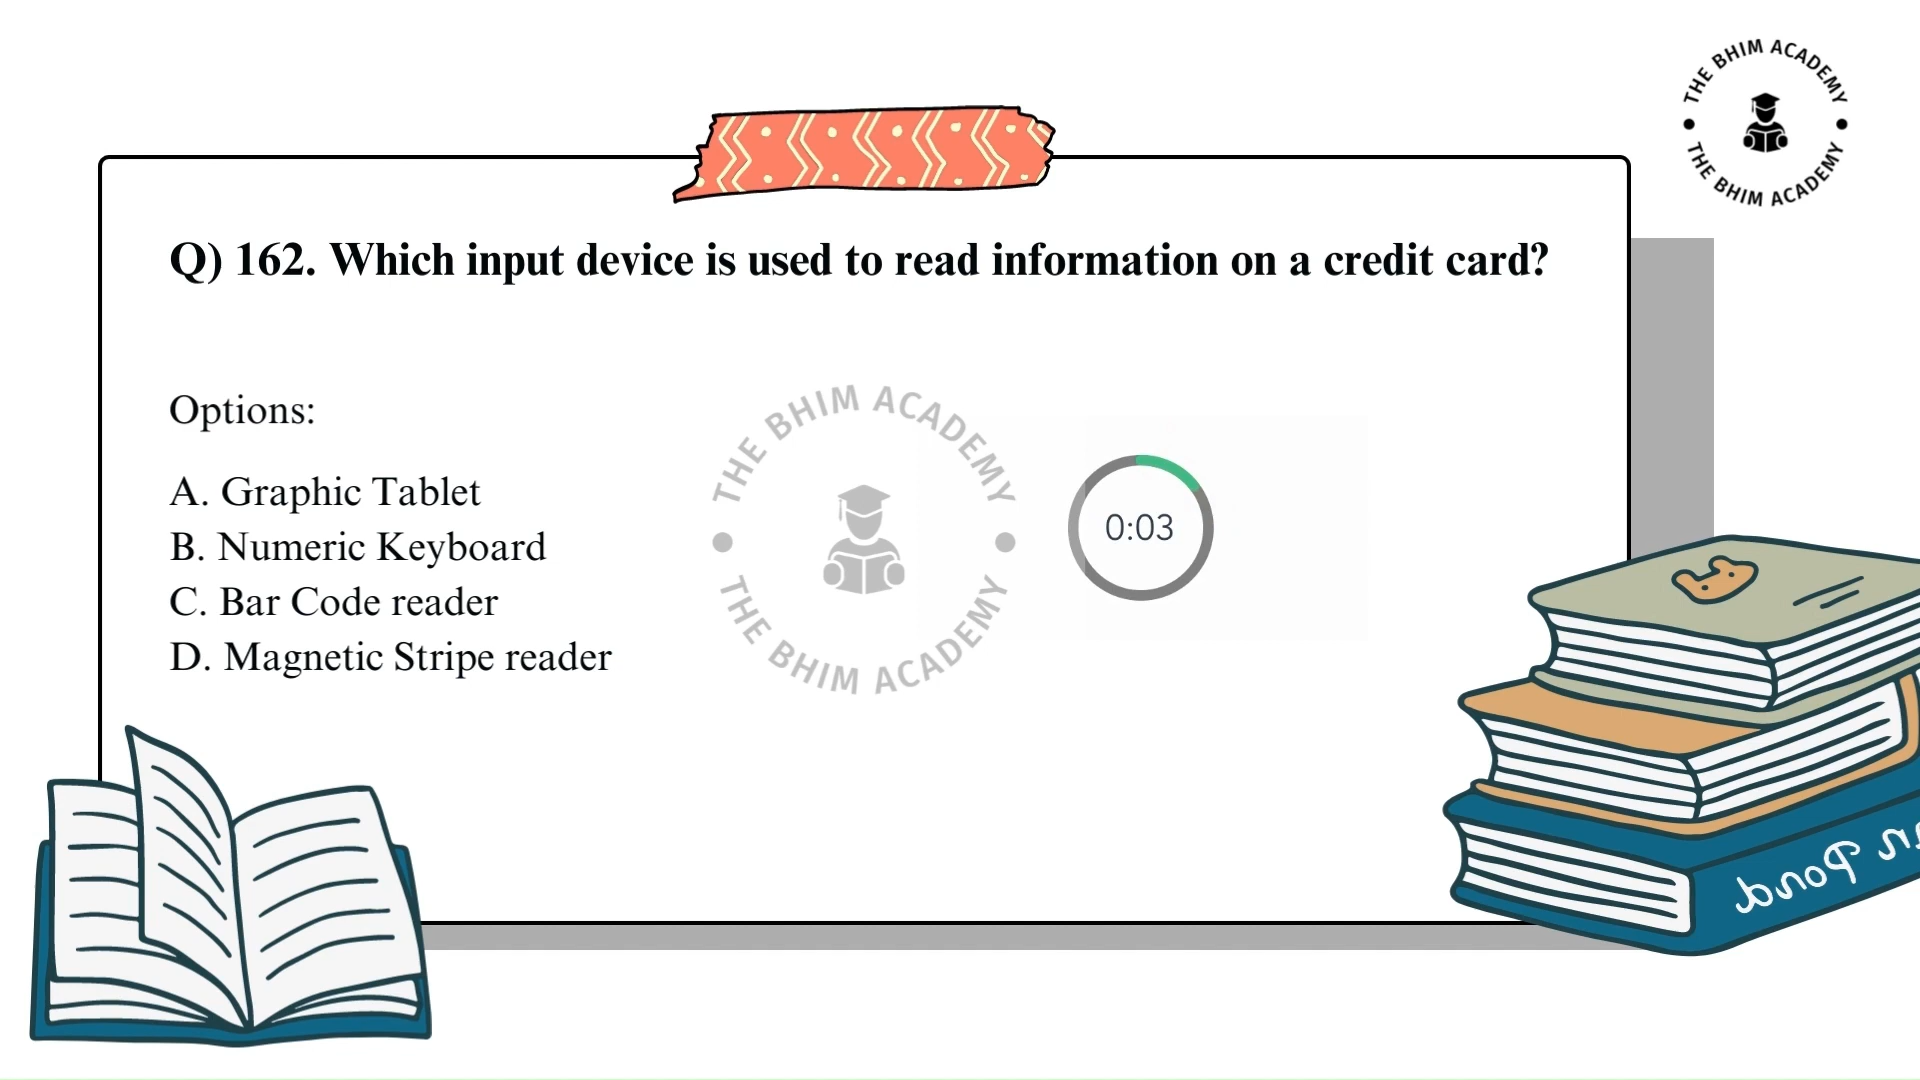 THE BHIM ACADEMY
THE BHIM ACADEMY
Q) 162. Which input device is used to read information on a credit card?
Options:
A. Graphic Tablet
B. Numeric Keyboard
C. Bar Code reader
D. Magnetic Stripe reader
THE BHIM ACADEMY
THE BHIM ACADEMY
0:03
Pond